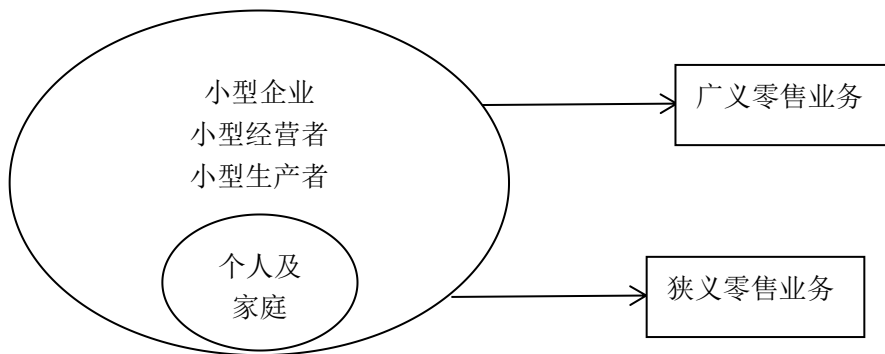 小型企业
小型经营者
小型生产者
个人及
家庭
广义零售业务
狭义零售业务